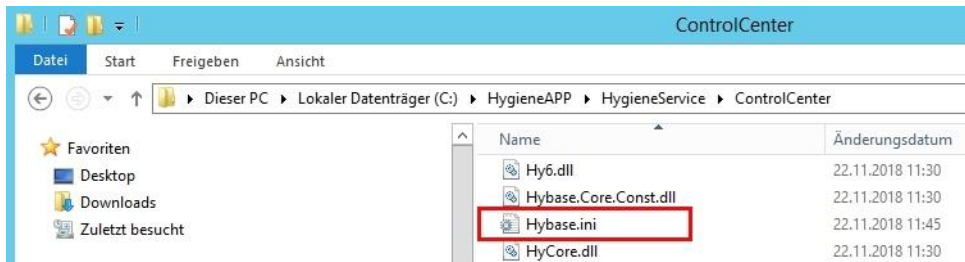 ControlCenter
Datei Start Freigeben Ansicht
Dieser PC Lokaler Datenträger (C:) HygieneAPP HygieneService ControlCenter
Favoriten
Desktop
Downloads
Zuletzt besucht
Name Änderungsdatum
Hy6.dll 22.11.2018 11:30
Hybase.Core.Const.dll 22.11.2018 11:30
Hybase.ini 22.11.2018 11:45
HyCore.dll 22.11.2018 11:30